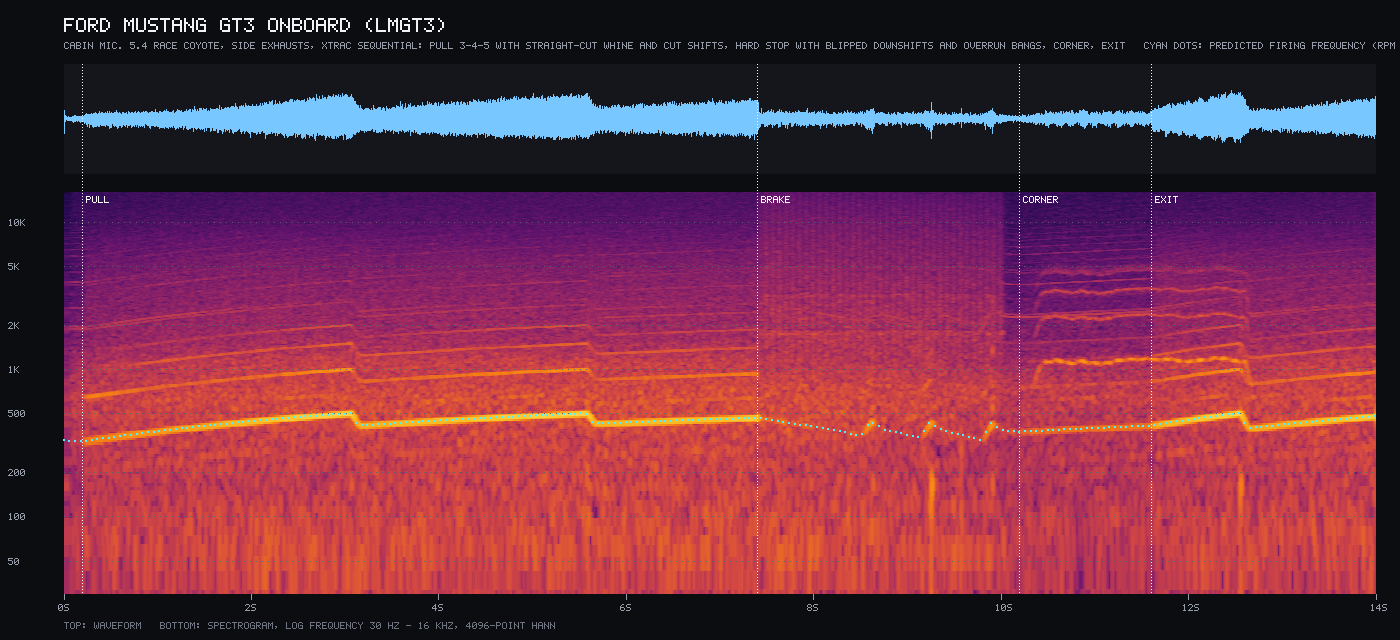 FORD MUSTANG GT3 ONBOARD (LMGT3)
CABIN MIC. 5.4 RACE COYOTE, SIDE EXHAUSTS, XTRAC SEQUENTIAL: PULL 3-4-5 WITH STRAIGHT-CUT WHINE AND CUT SHIFTS, HARD STOP WITH BLIPPED DOWNSHIFTS AND OVERRUN BANGS, CORNER, EXIT CYAN DOTS: PREDICTED FIRING FREQUENCY (RPM
PULL BRAKE CORNER EXIT
10K
5K
2K
1K
500
200
100
50
0S 2S 4S 6S 8S 10S 12S 14S
TOP: WAVEFORM BOTTOM: SPECTROGRAM, LOG FREQUENCY 30 HZ - 16 KHZ, 4096-POINT HANN